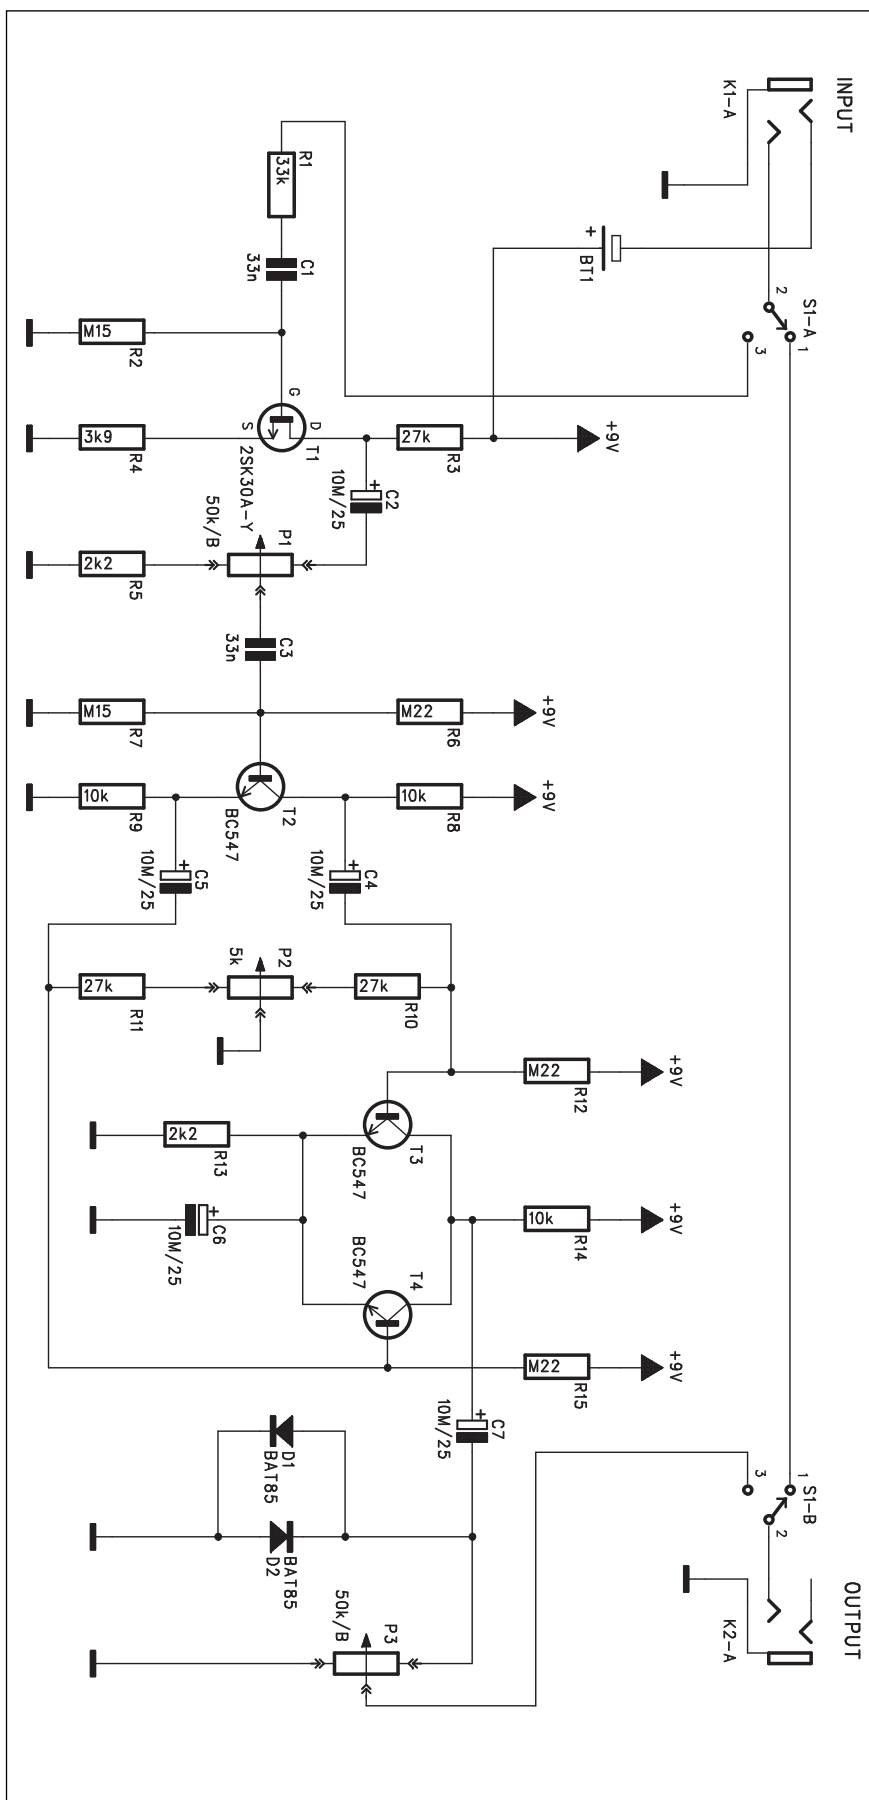 INPUT
K1-A
+
BT1
S1-A
2
1
3
R1
33k
C1
33n
M15
R2
G
D
S
T1
2SK30A-Y
3k9
R4
27k
R3
+9V
+
C2
10M/25
P1
50k/B
2k2
R5
C3
33n
M15
R7
M22
R6
+9V
T2
BC547
10k
R9
10k
R8
+9V
+
C5
10M/25
+
C4
10M/25
P2
5k
27k
R11
27k
R10
M22
R12
+9V
T3
BC547
2k2
R13
+
C6
10M/25
10k
R14
+9V
T4
BC547
M22
R15
+9V
+
C7
10M/25
D1
BAT85
BAT85
D2
P3
50k/B
S1-B
1
2
3
K2-A
OUTPUT